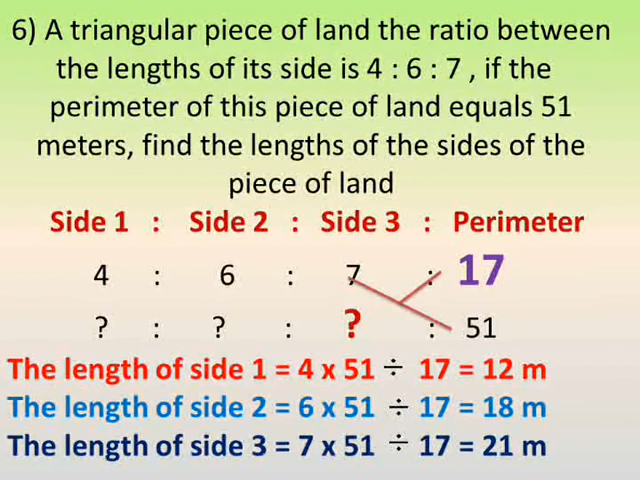 6) A triangular piece of land the ratio between
the lengths of its side is 4 : 6 : 7 , if the
perimeter of this piece of land equals 51
meters, find the lengths of the sides of the
piece of land
Side 1 : Side 2 : Side 3 : Perimeter
4 : 6 : 7 : 17
? : ? : ? : 51
The length of side 1 = 4 x 51 ÷ 17 = 12 m
The length of side 2 = 6 x 51 ÷ 17 = 18 m
The length of side 3 = 7 x 51 ÷ 17 = 21 m